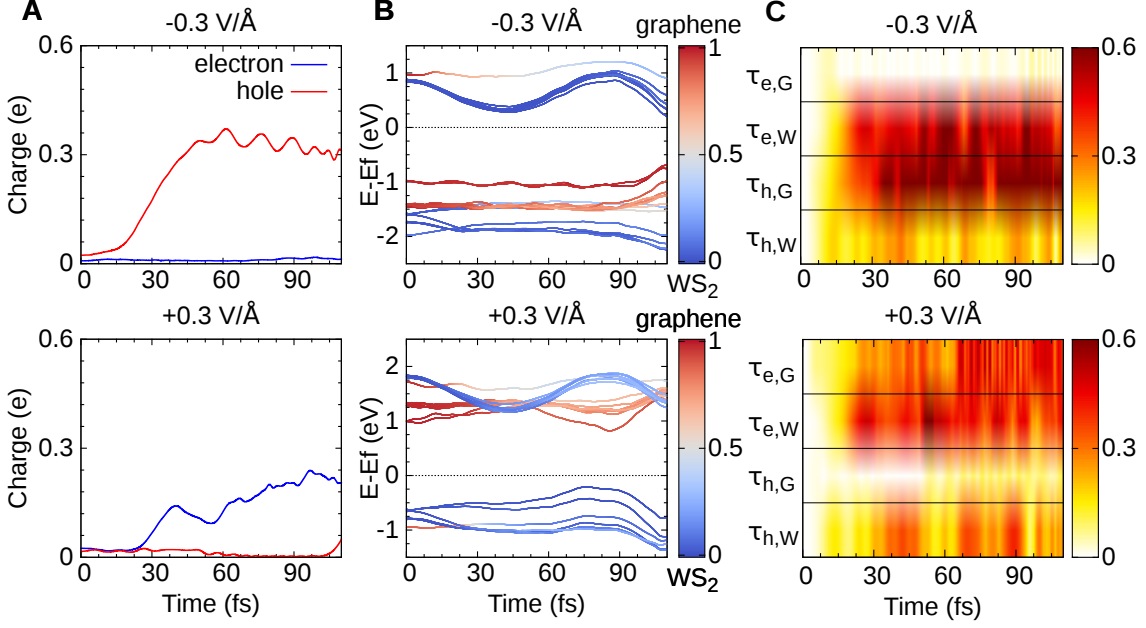 A
-0.3 V/Å
Charge (e)
0.6
0.3
0
electron
hole
0 30 60 90
B
-0.3 V/Å
E-Ef (eV)
1
0
-1
-2
0 30 60 90
graphene
1
0.5
0
WS2
C
-0.3 V/Å
τe,G
τe,W
τh,G
τh,W
0 30 60 90
0.6
0.3
0
+0.3 V/Å
Charge (e)
0.6
0.3
0
0 30 60 90
Time (fs)
+0.3 V/Å
E-Ef (eV)
2
1
0
-1
0 30 60 90
Time (fs)
graphene
1
0.5
0
WS2
+0.3 V/Å
τe,G
τe,W
τh,G
τh,W
0 30 60 90
Time (fs)
0.6
0.3
0